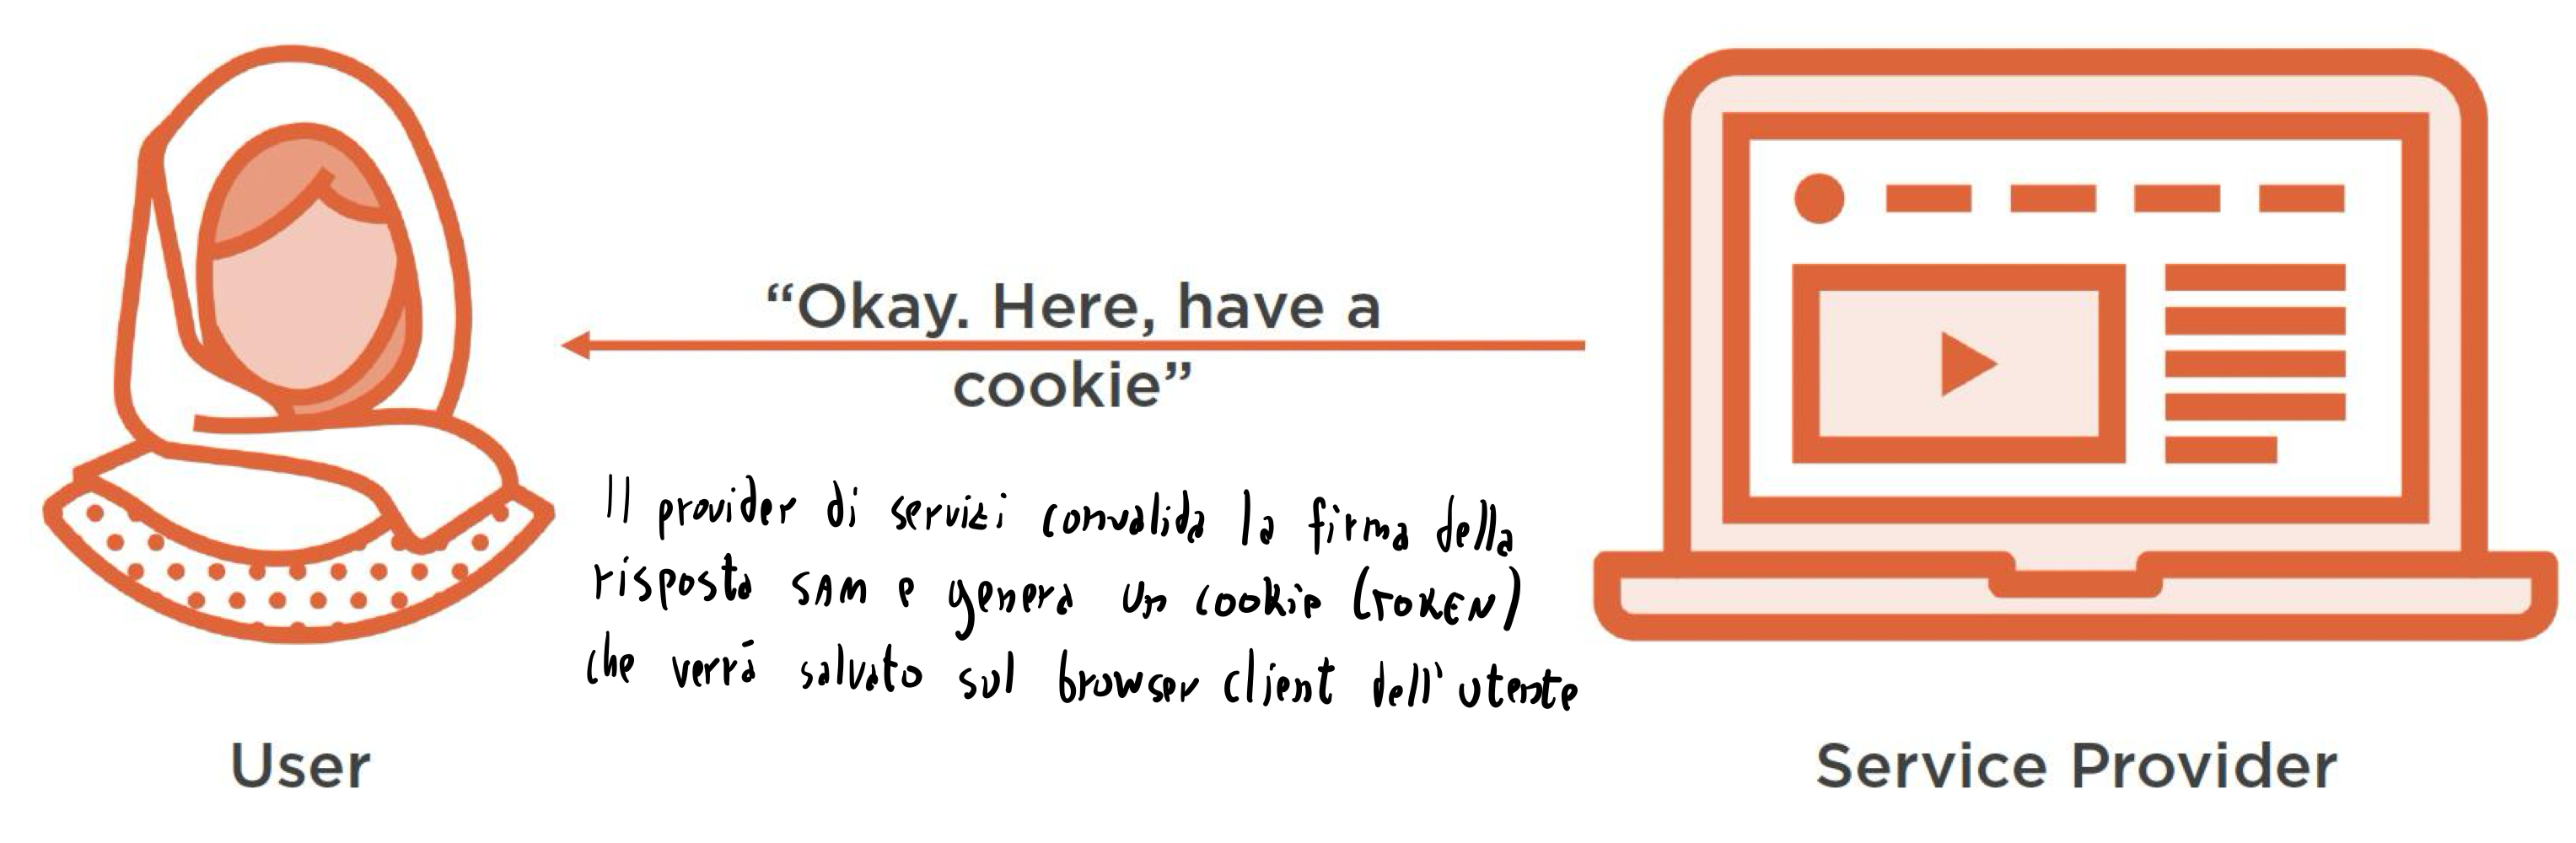 “Okay. Here, have a
cookie”
Il provider di servizi convalida la firma della
risposta SAM e genera un cookie (TOKEN)
che verrá salvato sul browser client dell'utente
User
Service Provider